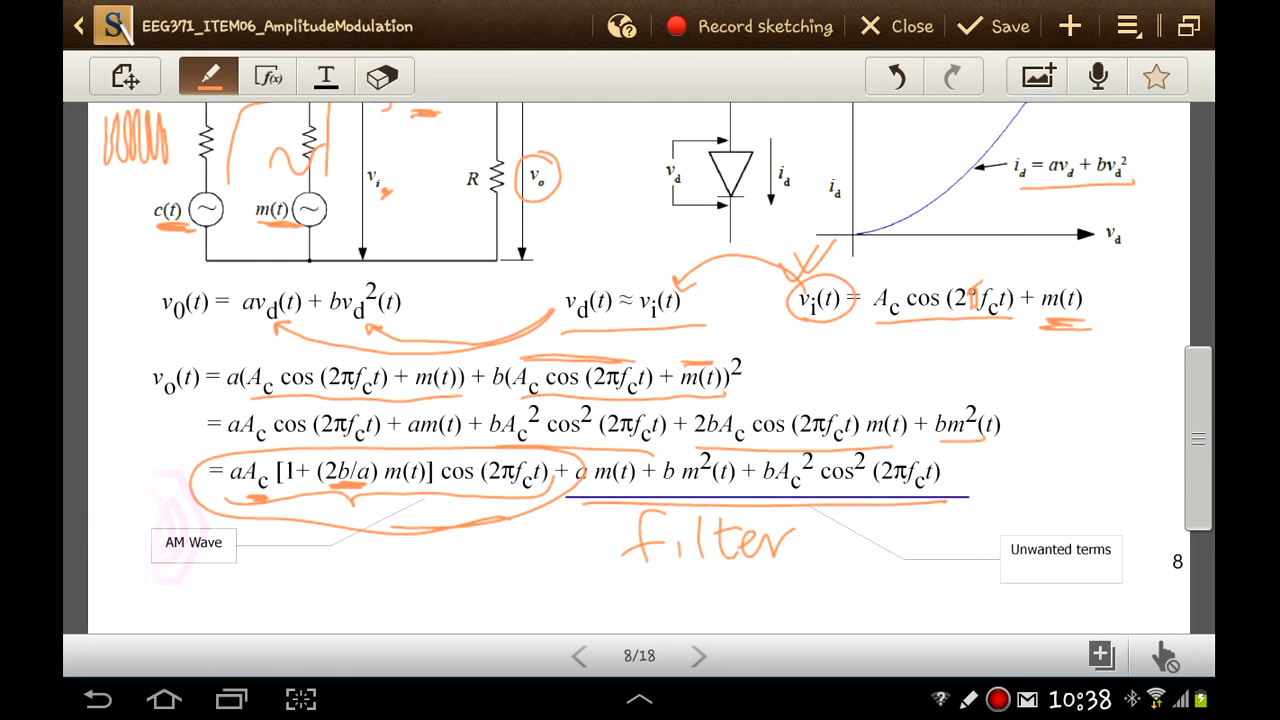 EEG371_ITEM06_AmplitudeModulation
Record sketching
Close
Save
f(x)
T
c(t)
m(t)
vi
R
vo
vd
id
id
id = avd + bvd²
vd
v0(t) = avd(t) + bvd²(t)
vd(t) ≈ vi(t)
vi(t) = Ac cos (2πfct) + m(t)
vo(t) = a(Ac cos (2πfct) + m(t)) + b(Ac cos (2πfct) + m(t))²
= aAc cos (2πfct) + am(t) + bAc² cos² (2πfct) + 2bAc cos (2πfct) m(t) + bm²(t)
= aAc [1+ (2b/a) m(t)] cos (2πfct) + a m(t) + b m²(t) + bAc² cos² (2πfct)
filter
AM Wave
Unwanted terms
8
8/18
10:38